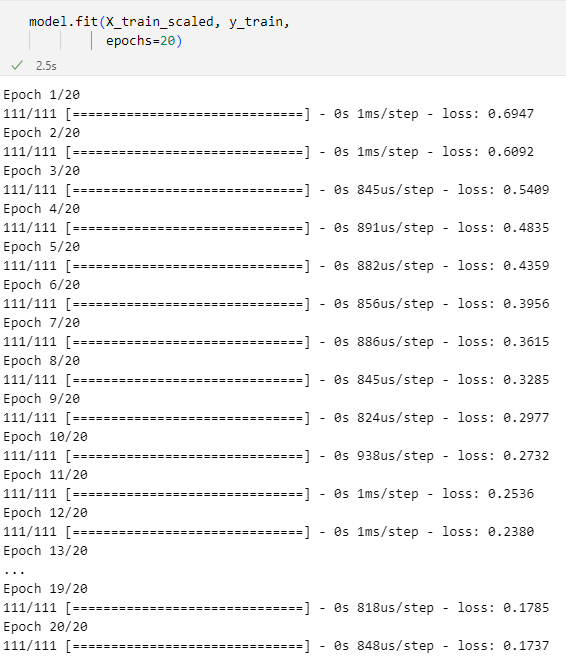 model.fit(X_train_scaled, y_train,
epochs=20)
2.5s
Epoch 1/20
111/111 [==============================] - 0s 1ms/step - loss: 0.6947
Epoch 2/20
111/111 [==============================] - 0s 1ms/step - loss: 0.6092
Epoch 3/20
111/111 [==============================] - 0s 845us/step - loss: 0.5409
Epoch 4/20
111/111 [==============================] - 0s 891us/step - loss: 0.4835
Epoch 5/20
111/111 [==============================] - 0s 882us/step - loss: 0.4359
Epoch 6/20
111/111 [==============================] - 0s 856us/step - loss: 0.3956
Epoch 7/20
111/111 [==============================] - 0s 886us/step - loss: 0.3615
Epoch 8/20
111/111 [==============================] - 0s 845us/step - loss: 0.3285
Epoch 9/20
111/111 [==============================] - 0s 824us/step - loss: 0.2977
Epoch 10/20
111/111 [==============================] - 0s 938us/step - loss: 0.2732
Epoch 11/20
111/111 [==============================] - 0s 1ms/step - loss: 0.2536
Epoch 12/20
111/111 [==============================] - 0s 1ms/step - loss: 0.2380
Epoch 13/20
...
Epoch 19/20
111/111 [==============================] - 0s 818us/step - loss: 0.1785
Epoch 20/20
111/111 [==============================] - 0s 848us/step - loss: 0.1737